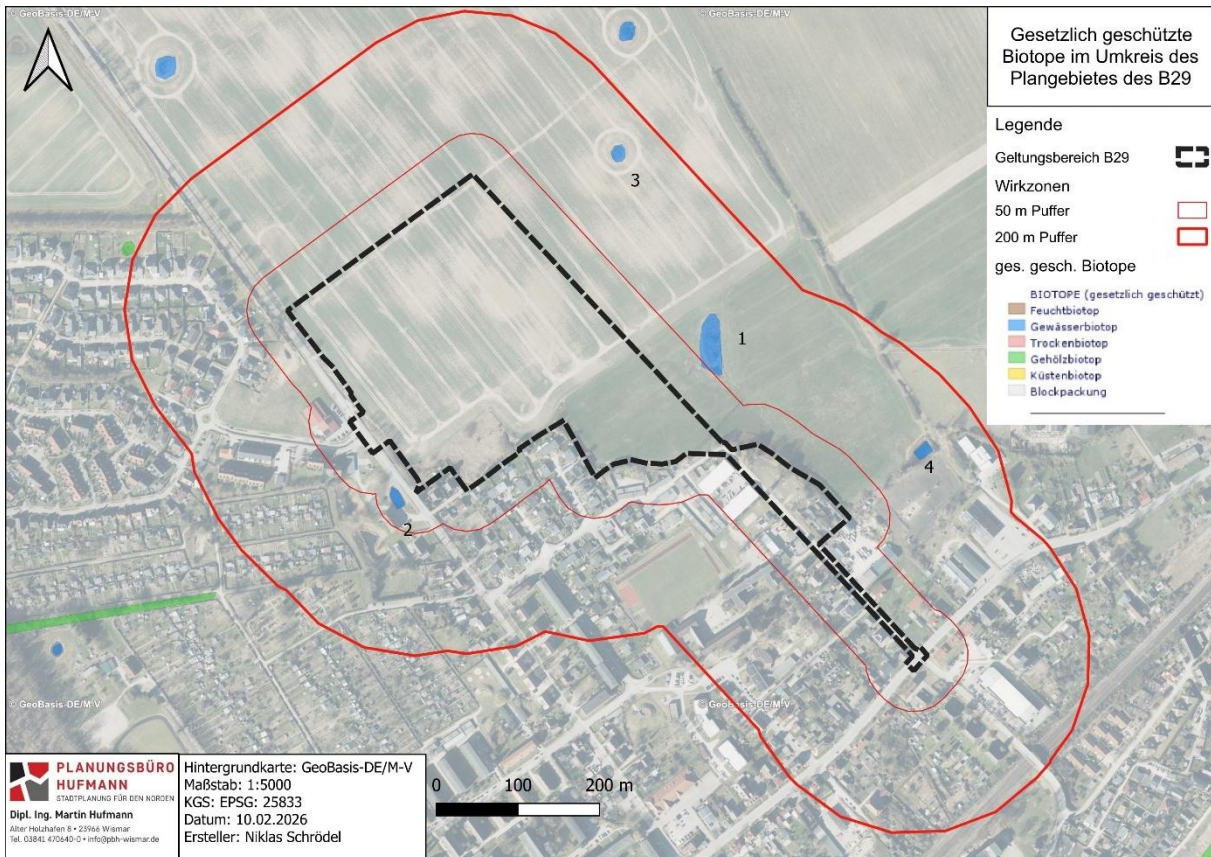 © GeoBasis-DE/M-V
© GeoBasis-DE/M-V
Gesetzlich geschützte
Biotope im Umkreis des
Plangebietes des B29
Legende
Geltungsbereich B29
Wirkzonen
50 m Puffer
200 m Puffer
ges. gesch. Biotope
BIOTOPE (gesetzlich geschützt)
Feuchtbiotop
Gewässerbiotop
Trockenbiotop
Gehölzbiotop
Küstenbiotop
Blockpackung
3
1
4
2
© GeoBasis-DE/M-V
© GeoBasis-DE/M-V
PLANUNGSBÜRO
HUFMANN
STADTPLANUNG FÜR DEN NORDEN
Dipl. Ing. Martin Hufmann
Alter Holzhafen 8 • 23966 Wismar
Tel. 03841 470640-0 • info@pbh-wismar.de
Hintergrundkarte: GeoBasis-DE/M-V
Maßstab: 1:5000
KGS: EPSG: 25833
Datum: 10.02.2026
Ersteller: Niklas Schrödel
0 100 200 m